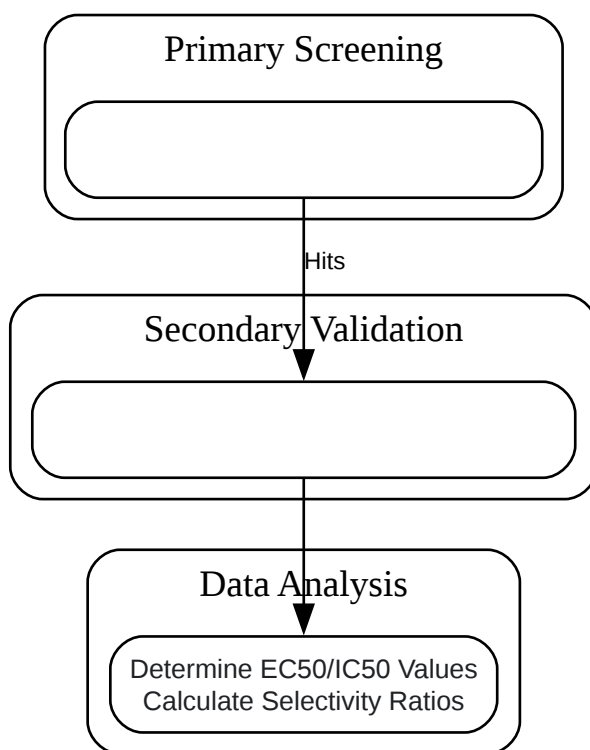 Primary Screening
Hits
Secondary Validation
Data Analysis
Determine EC50/IC50 Values
Calculate Selectivity Ratios